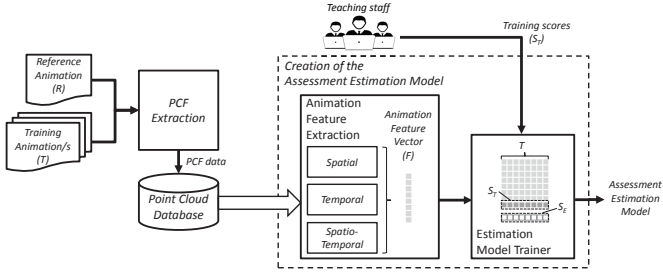 Teaching staff
Training scores
(S_T)
Reference
Animation
(R)
Training
Animation/s
(T)
PCF
Extraction
PCF data
Point Cloud
Database
Creation of the
Assessment Estimation Model
Animation
Feature
Extraction
Spatial
Temporal
Spatio-
Temporal
Animation
Feature
Vector
(F)
T
S_T
S_E
Estimation
Model Trainer
Assessment
Estimation
Model